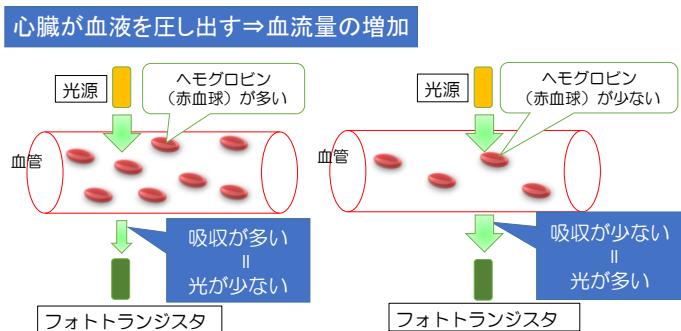 心臓が血液を圧し出す⇒血流量の増加
光源
ヘモグロビン
（赤血球）が多い
血管
吸収が多い
＝
光が少ない
フォトトランジスタ
光源
ヘモグロビン
（赤血球）が少ない
血管
吸収が少ない
＝
光が多い
フォトトランジスタ